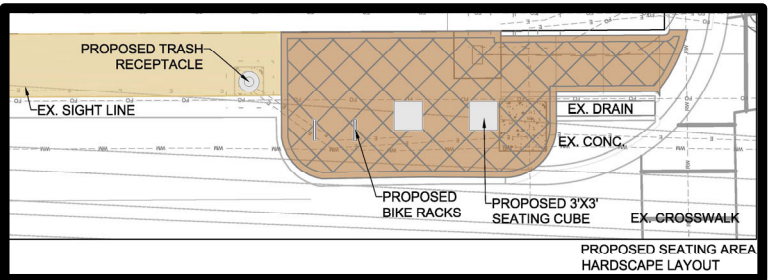 PROPOSED TRASH
RECEPTACLE
EX. SIGHT LINE
EX. DRAIN
EX. CONC.
PROPOSED
BIKE RACKS
PROPOSED 3'X3'
SEATING CUBE
EX. CROSSWALK
PROPOSED SEATING AREA
HARDSCAPE LAYOUT